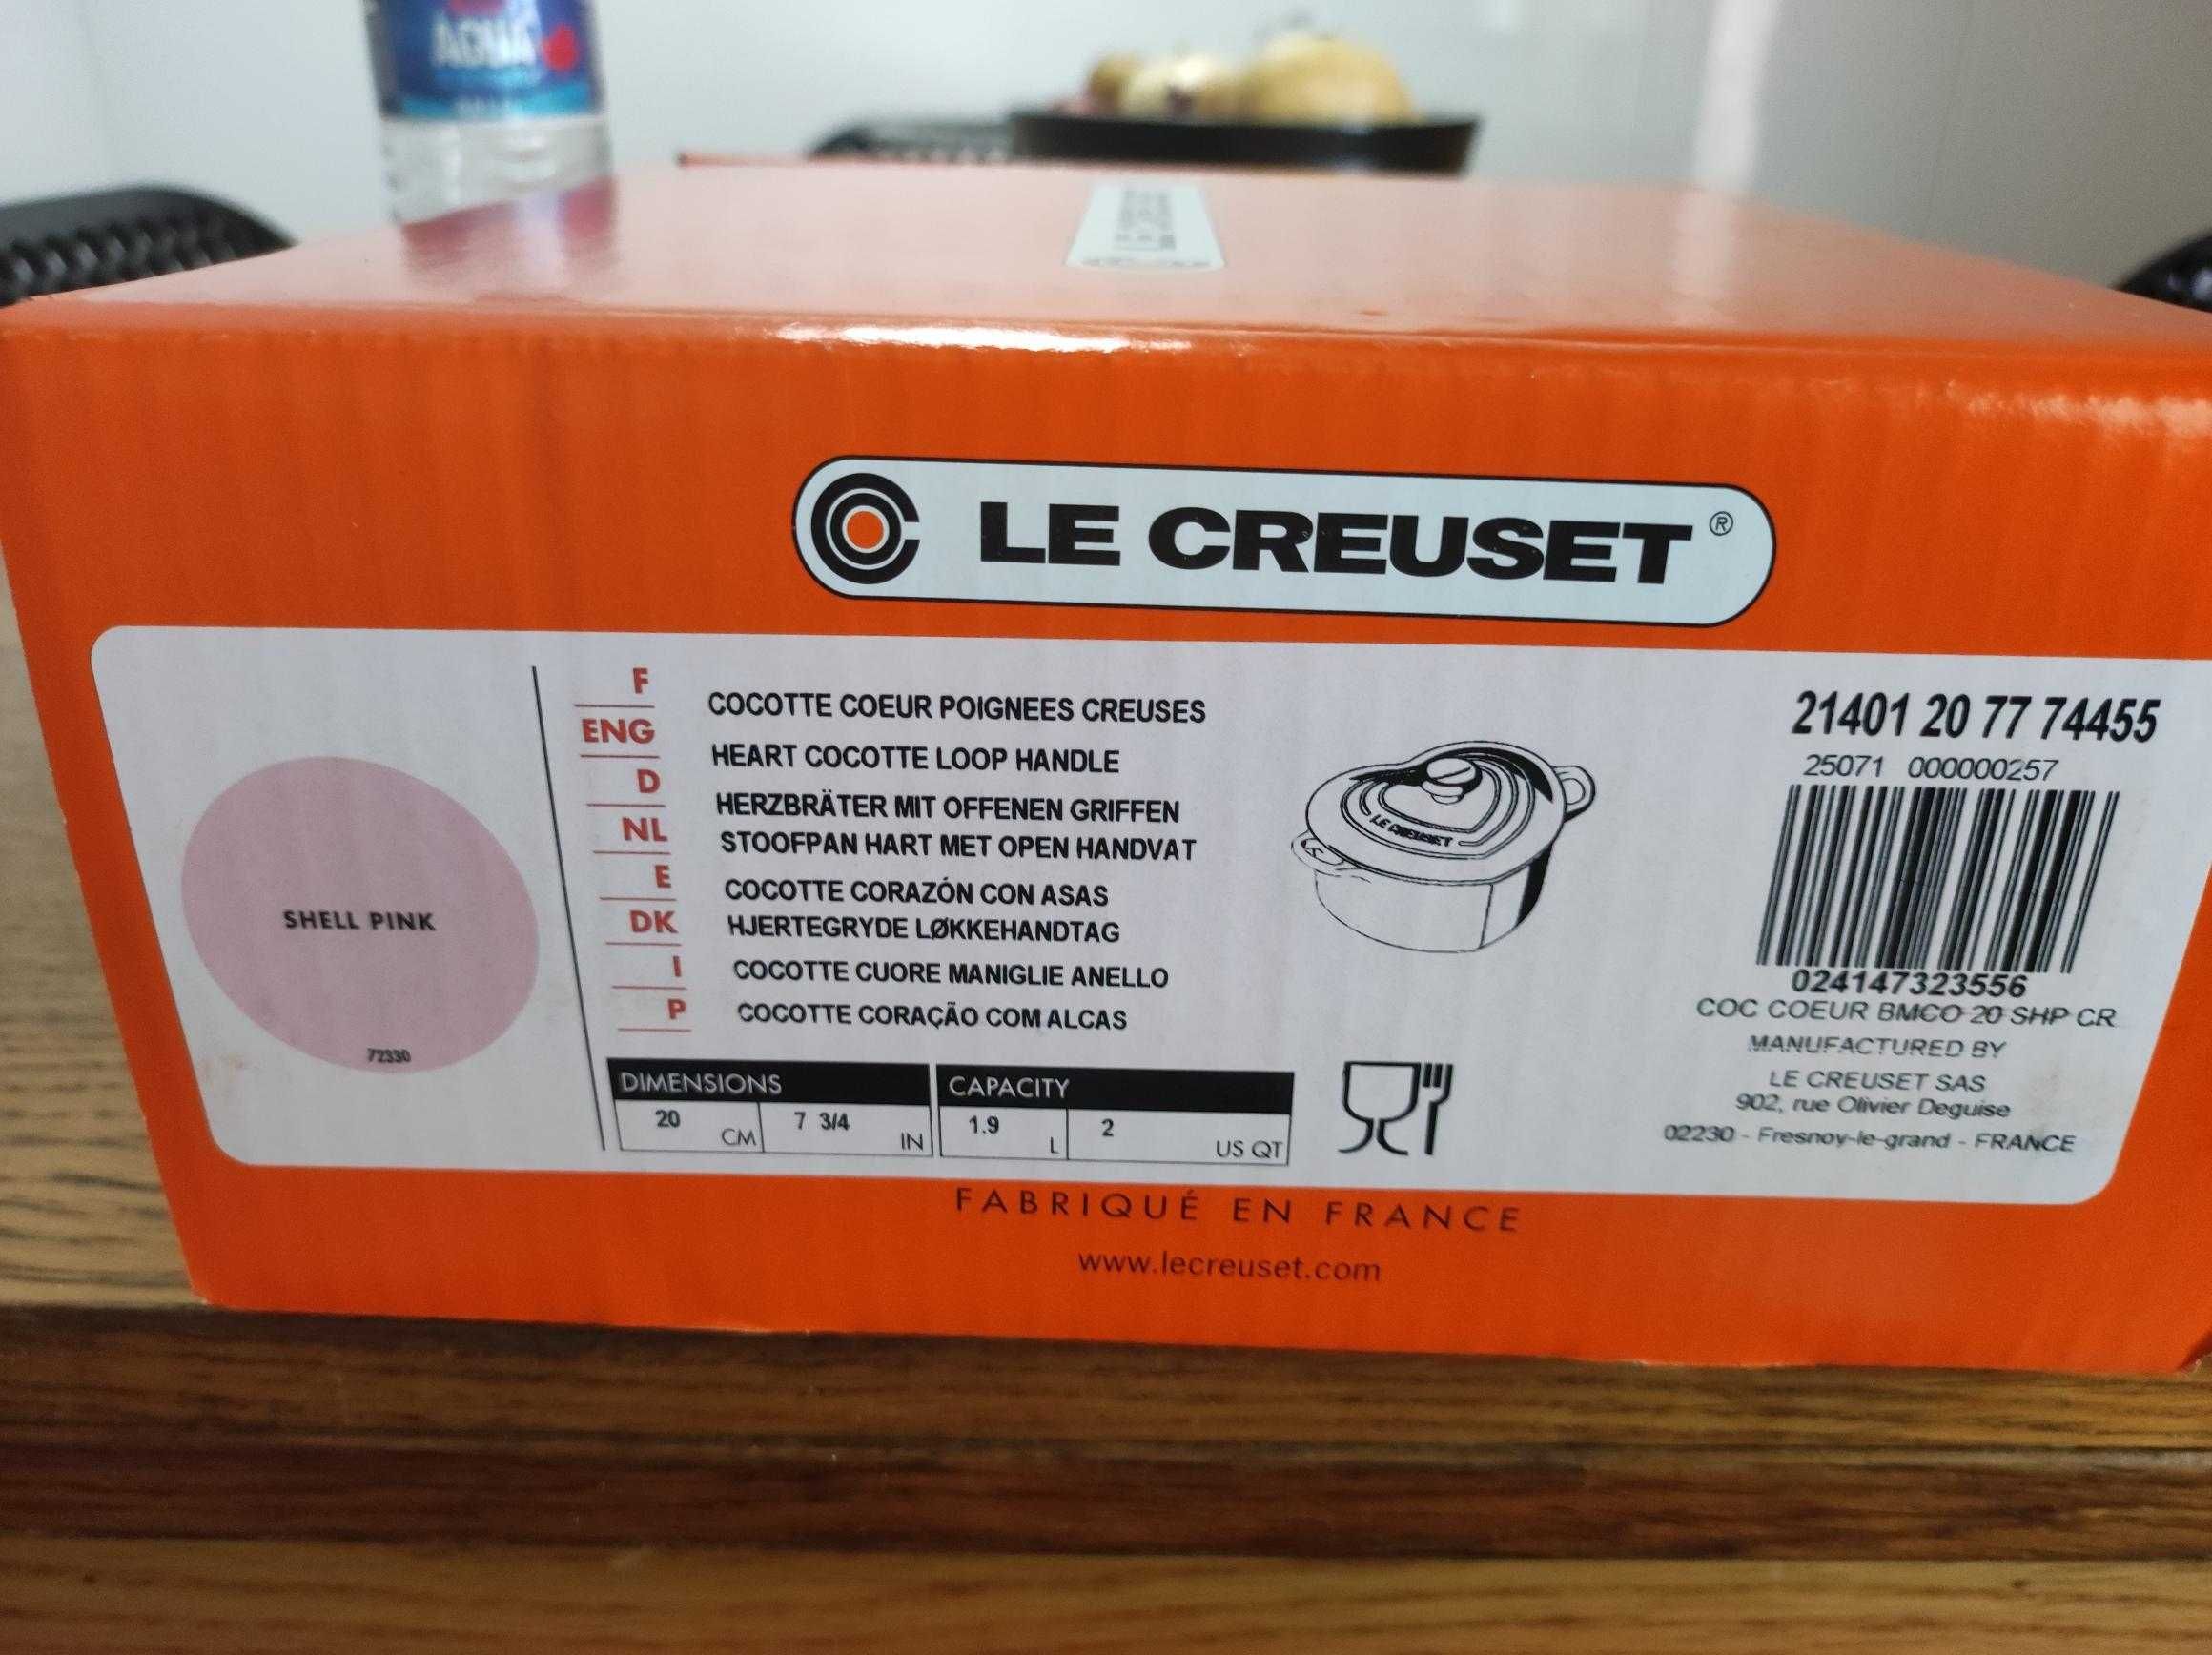 LE CREUSET ®
SHELL PINK
72330
F COCOTTE COEUR POIGNEES CREUSES
ENG HEART COCOTTE LOOP HANDLE
D HERZBRÄTER MIT OFFENEN GRIFFEN
NL STOOFPAN HART MET OPEN HANDVAT
E COCOTTE CORAZÓN CON ASAS
DK HJERTEGRYDE LØKKEHANDTAG
I COCOTTE CUORE MANIGLIE ANELLO
P COCOTTE CORAÇÃO COM ALCAS
DIMENSIONS
20 CM 7 3/4 IN
CAPACITY
1.9 L 2 US QT
LE CREUSET
21401 20 77 74455
25071 000000257
024147323556
COC COEUR BMCO 20 SHP CR
MANUFACTURED BY
LE CREUSET SAS
902, rue Olivier Deguise
02230 - Fresnoy-le-grand - FRANCE
FABRIQUÉ EN FRANCE
www.lecreuset.com